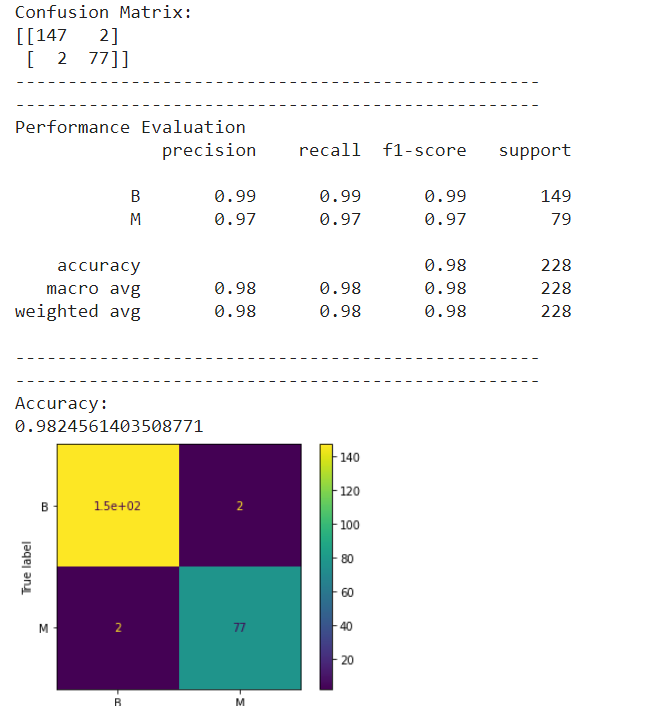 Confusion Matrix:
[[147   2]
 [  2  77]]
--------------------------------------------------
--------------------------------------------------
Performance Evaluation
              precision    recall  f1-score   support

           B       0.99      0.99      0.99       149
           M       0.97      0.97      0.97        79

    accuracy                           0.98       228
   macro avg       0.98      0.98      0.98       228
weighted avg       0.98      0.98      0.98       228

--------------------------------------------------
--------------------------------------------------
Accuracy:
0.9824561403508771
140
B 1.5e+02 2
120
100
True label
80
60
M 2 77
40
20
B M